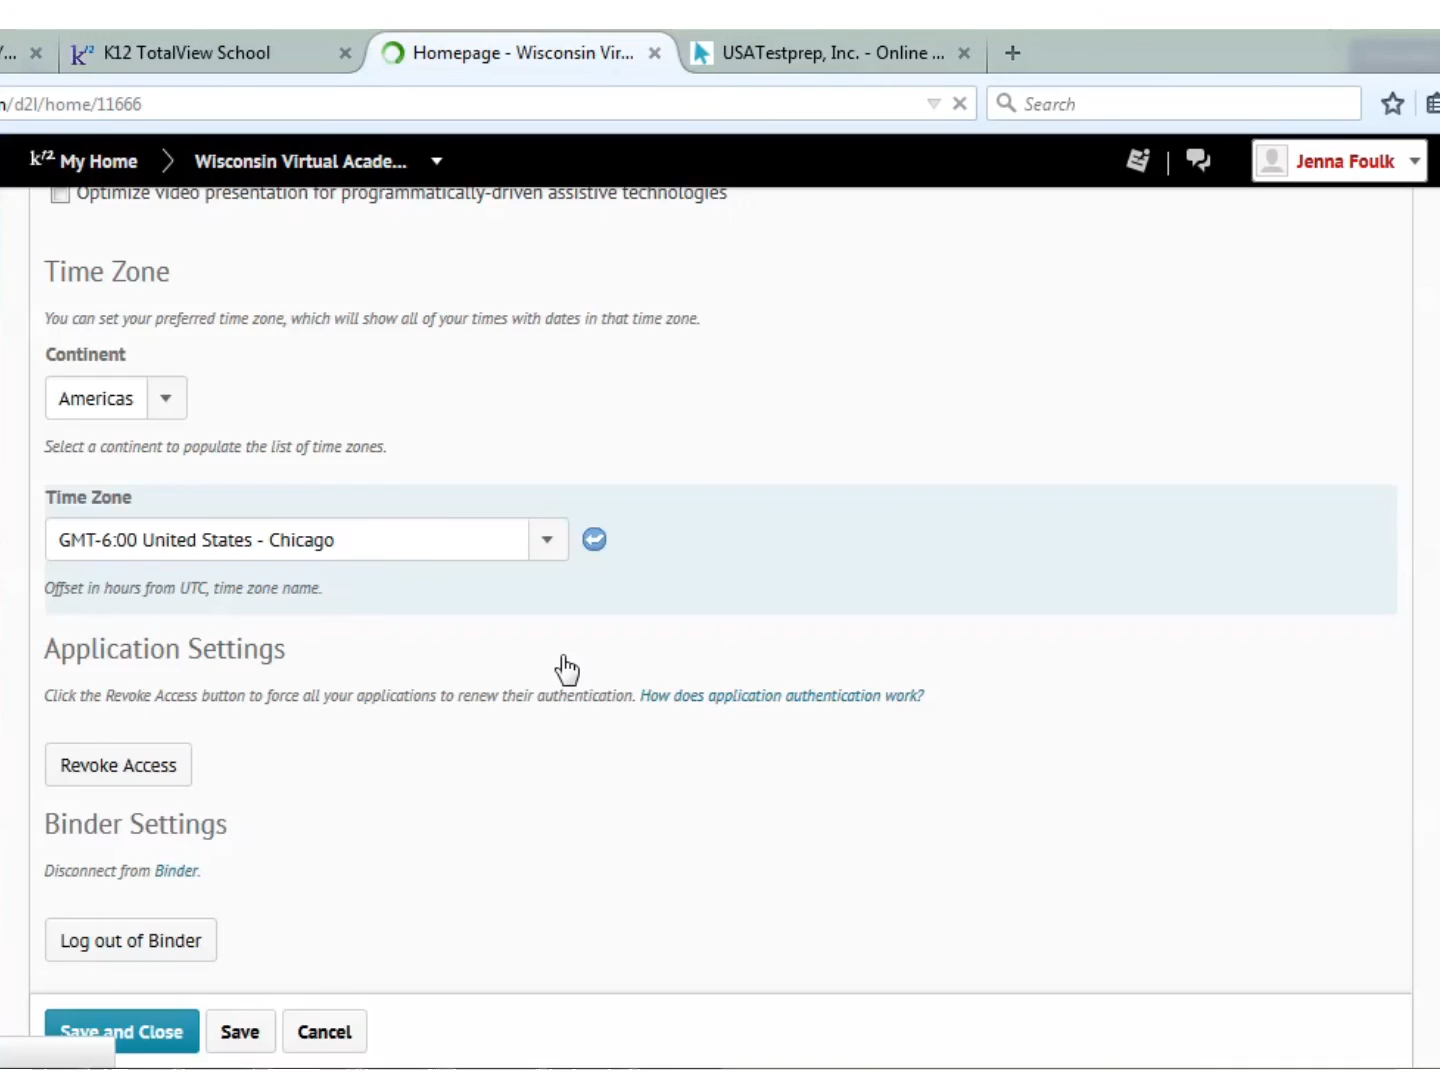 /...
K12 TotalView School
Homepage - Wisconsin Vir...
USATestprep, Inc. - Online ...
/d2l/home/11666
Search
k12 My Home
Wisconsin Virtual Acade...
Jenna Foulk
Optimize video presentation for programmatically-driven assistive technologies
Time Zone
You can set your preferred time zone, which will show all of your times with dates in that time zone.
Continent
Americas
Select a continent to populate the list of time zones.
Time Zone
GMT-6:00 United States - Chicago
Offset in hours from UTC, time zone name.
Application Settings
Click the Revoke Access button to force all your applications to renew their authentication. How does application authentication work?
Revoke Access
Binder Settings
Disconnect from Binder.
Log out of Binder
Save and Close
Save
Cancel